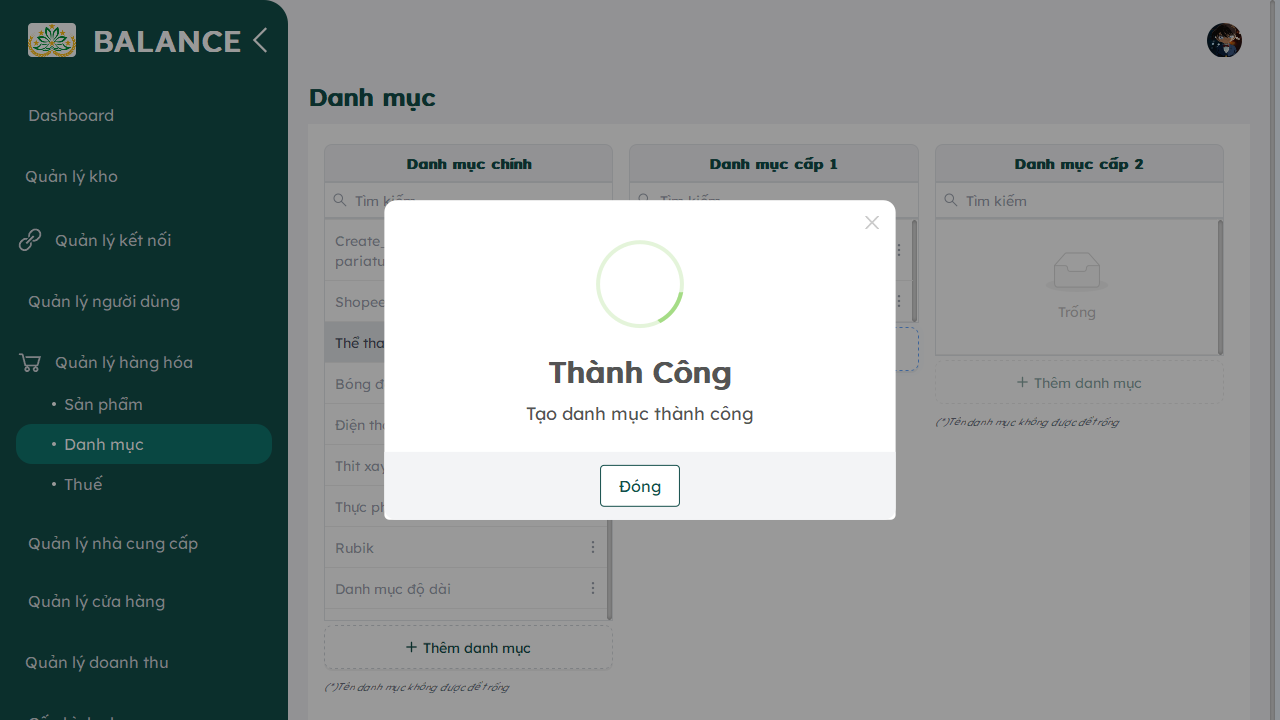 BALANCE
Dashboard
Quản lý kho
Quản lý kết nối
Quản lý người dùng
Quản lý hàng hóa
Sản phẩm
Danh mục
Thuế
Quản lý nhà cung cấp
Quản lý cửa hàng
Quản lý doanh thu
Danh mục
Danh mục chính
Tìm kiếm
Create_
pariatu
Shopee
Thể tha
Bóng đ
Điện th
Thit xay
Thực ph
Rubik
Danh mục độ dài
+ Thêm danh mục
(*)Tên danh mục không được để trống
Danh mục cấp 1
Tìm kiếm
Danh mục cấp 2
Tìm kiếm
Trống
+ Thêm danh mục
(*)Tên danh mục không được để trống
Thành Công
Tạo danh mục thành công
Đóng